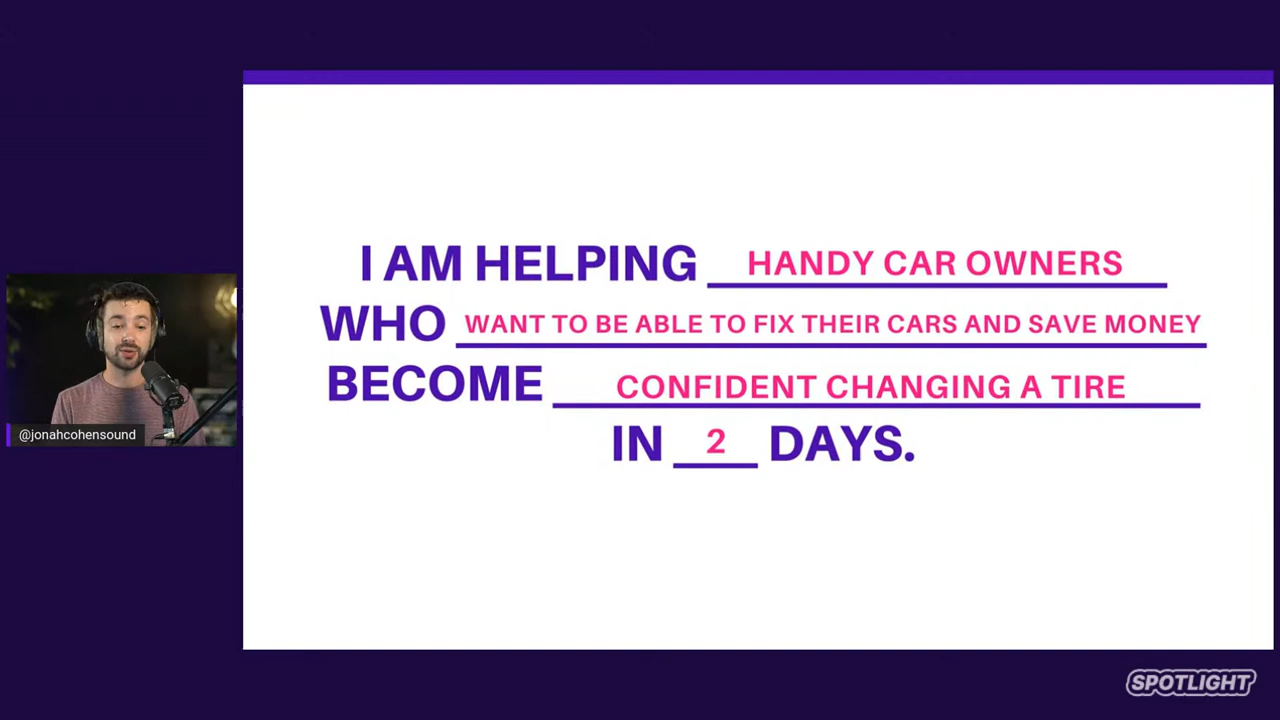 I AM HELPING HANDY CAR OWNERS
WHO WANT TO BE ABLE TO FIX THEIR CARS AND SAVE MONEY
BECOME CONFIDENT CHANGING A TIRE
IN 2 DAYS.
@jonahcohensound
SPOTLIGHT